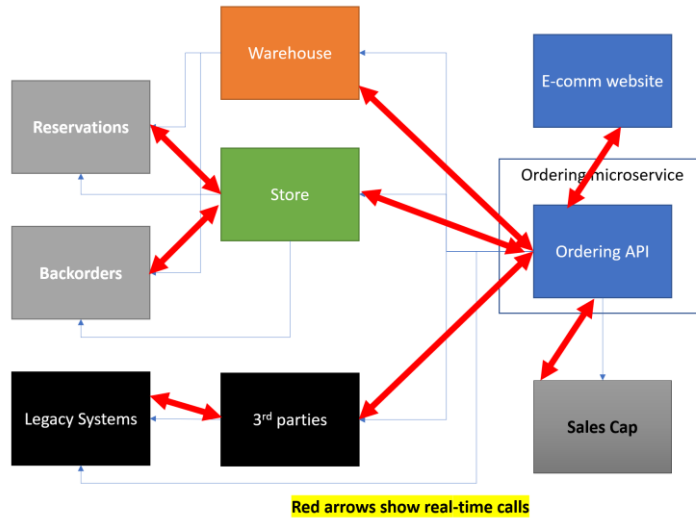 Warehouse
E-comm website
Reservations
Ordering microservice
Store
Ordering API
Backorders
Legacy Systems
3rd parties
Sales Cap
Red arrows show real-time calls